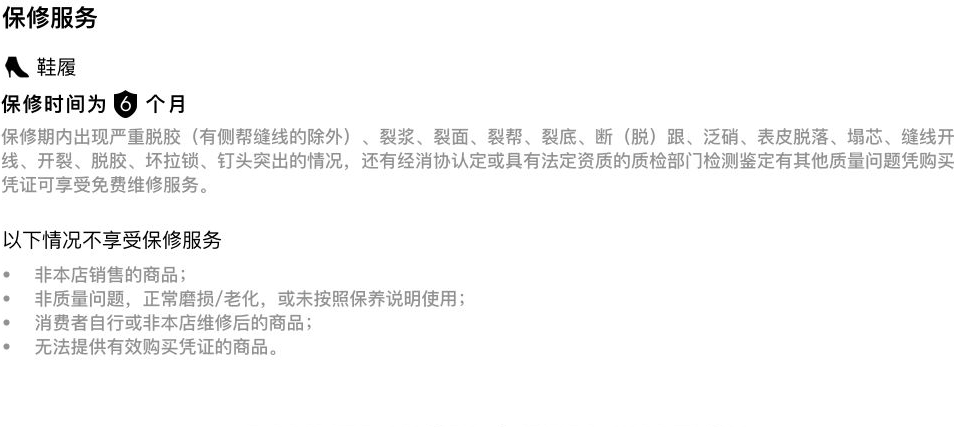 保修服务
鞋履
保修时间为 6 个月
保修期内出现严重脱胶（有侧帮缝线的除外）、裂浆、裂面、裂帮、裂底、断（脱）跟、泛硝、表皮脱落、塌芯、缝线开
线、开裂、脱胶、坏拉锁、钉头突出的情况，还有经消协认定或具有法定资质的质检部门检测鉴定有其他质量问题凭购买
凭证可享受免费维修服务。
以下情况不享受保修服务
• 非本店销售的商品；
• 非质量问题，正常磨损/老化，或未按照保养说明使用；
• 消费者自行或非本店维修后的商品；
• 无法提供有效购买凭证的商品。